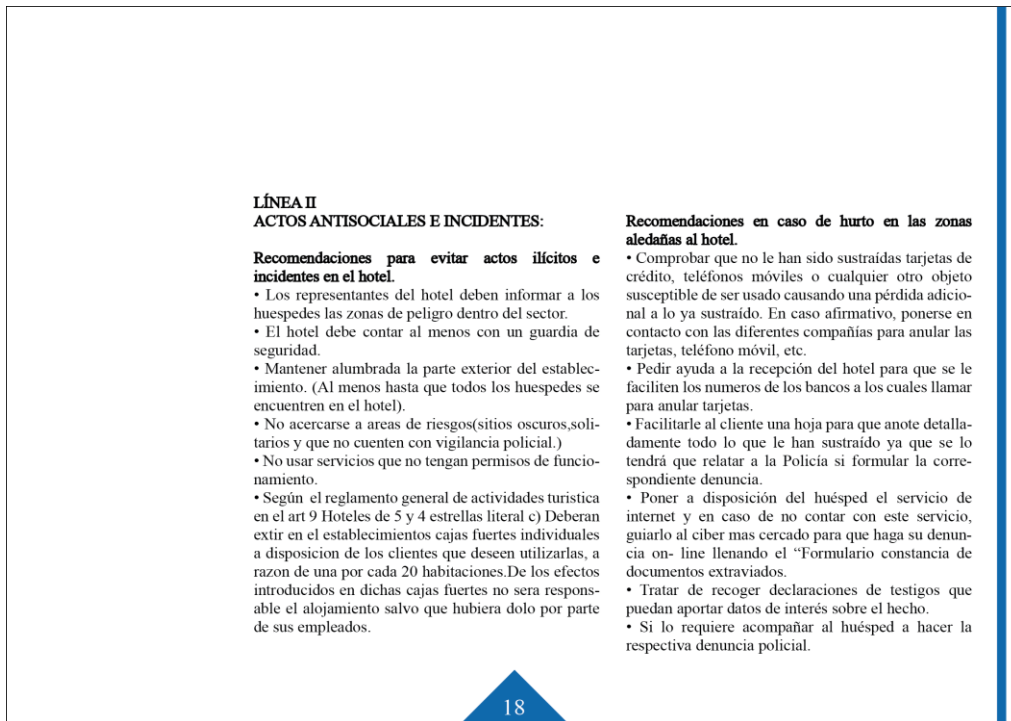 LÍNEA II
ACTOS ANTISOCIALES E INCIDENTES:
Recomendaciones para evitar actos ilícitos e
incidentes en el hotel.
• Los representantes del hotel deben informar a los
huespedes las zonas de peligro dentro del sector.
• El hotel debe contar al menos con un guardia de
seguridad.
• Mantener alumbrada la parte exterior del establec-
imiento. (Al menos hasta que todos los huespedes se
encuentren en el hotel).
• No acercarse a areas de riesgos(sitios oscuros,soli-
tarios y que no cuenten con vigilancia policial.)
• No usar servicios que no tengan permisos de funcio-
namiento.
• Según el reglamento general de actividades turistica
en el art 9 Hoteles de 5 y 4 estrellas literal c) Deberan
extir en el establecimientos cajas fuertes individuales
a disposicion de los clientes que deseen utilizarlas, a
razon de una por cada 20 habitaciones.De los efectos
introducidos en dichas cajas fuertes no sera respons-
able el alojamiento salvo que hubiera dolo por parte
de sus empleados.
Recomendaciones en caso de hurto en las zonas
aledañas al hotel.
• Comprobar que no le han sido sustraídas tarjetas de
crédito, teléfonos móviles o cualquier otro objeto
susceptible de ser usado causando una pérdida adicio-
nal a lo ya sustraído. En caso afirmativo, ponerse en
contacto con las diferentes compañías para anular las
tarjetas, teléfono móvil, etc.
• Pedir ayuda a la recepción del hotel para que se le
faciliten los numeros de los bancos a los cuales llamar
para anular tarjetas.
• Facilitarle al cliente una hoja para que anote detalla-
damente todo lo que le han sustraído ya que se lo
tendrá que relatar a la Policía si formular la corre-
spondiente denuncia.
• Poner a disposición del huésped el servicio de
internet y en caso de no contar con este servicio,
guiarlo al ciber mas cercado para que haga su denun-
cia on- line llenando el “Formulario constancia de
documentos extraviados.
• Tratar de recoger declaraciones de testigos que
puedan aportar datos de interés sobre el hecho.
• Si lo requiere acompañar al huésped a hacer la
respectiva denuncia policial.
18